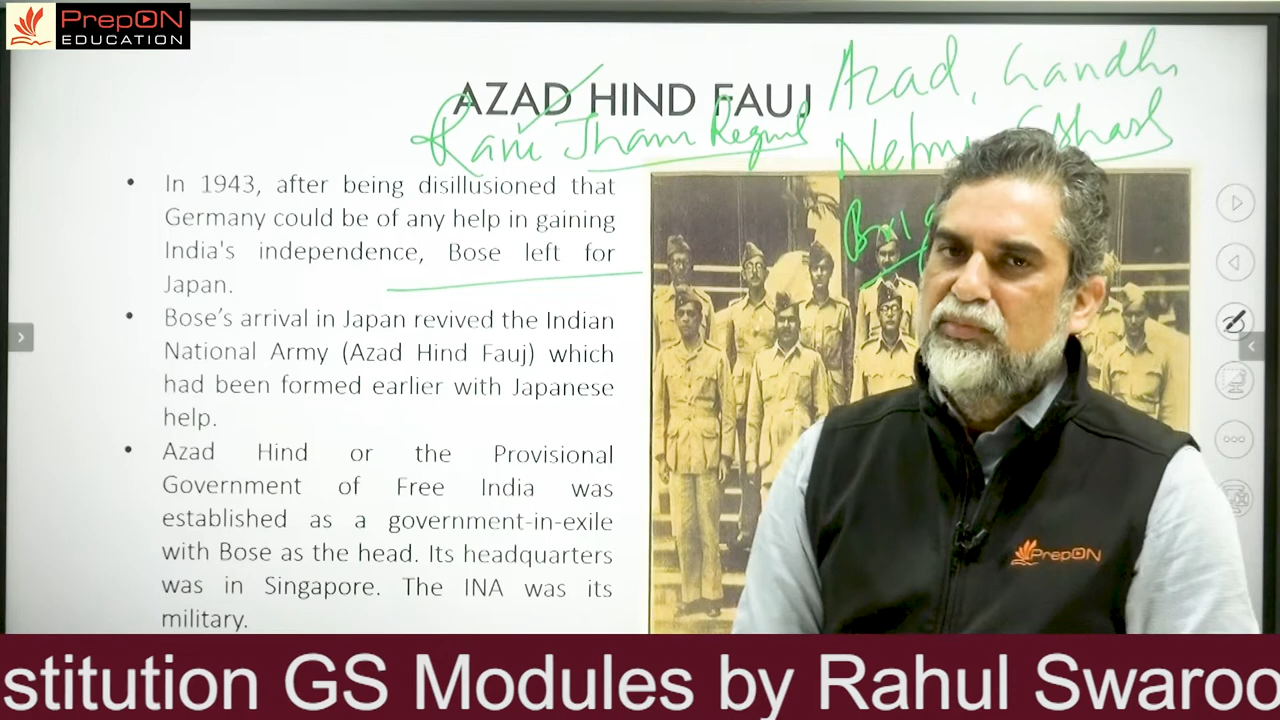 PrepON
EDUCATION
AZAD HIND FAUJ
Azad, Gandhi
Rani Jhansi Regmt
Nehru
• In 1943, after being disillusioned that
Germany could be of any help in gaining
India's independence, Bose left for
Japan.
• Bose’s arrival in Japan revived the Indian
National Army (Azad Hind Fauj) which
had been formed earlier with Japanese
help.
• Azad Hind or the Provisional
Government of Free India was
established as a government-in-exile
with Bose as the head. Its headquarters
was in Singapore. The INA was its
military.
PrepON
stitution GS Modules by Rahul Swaroo